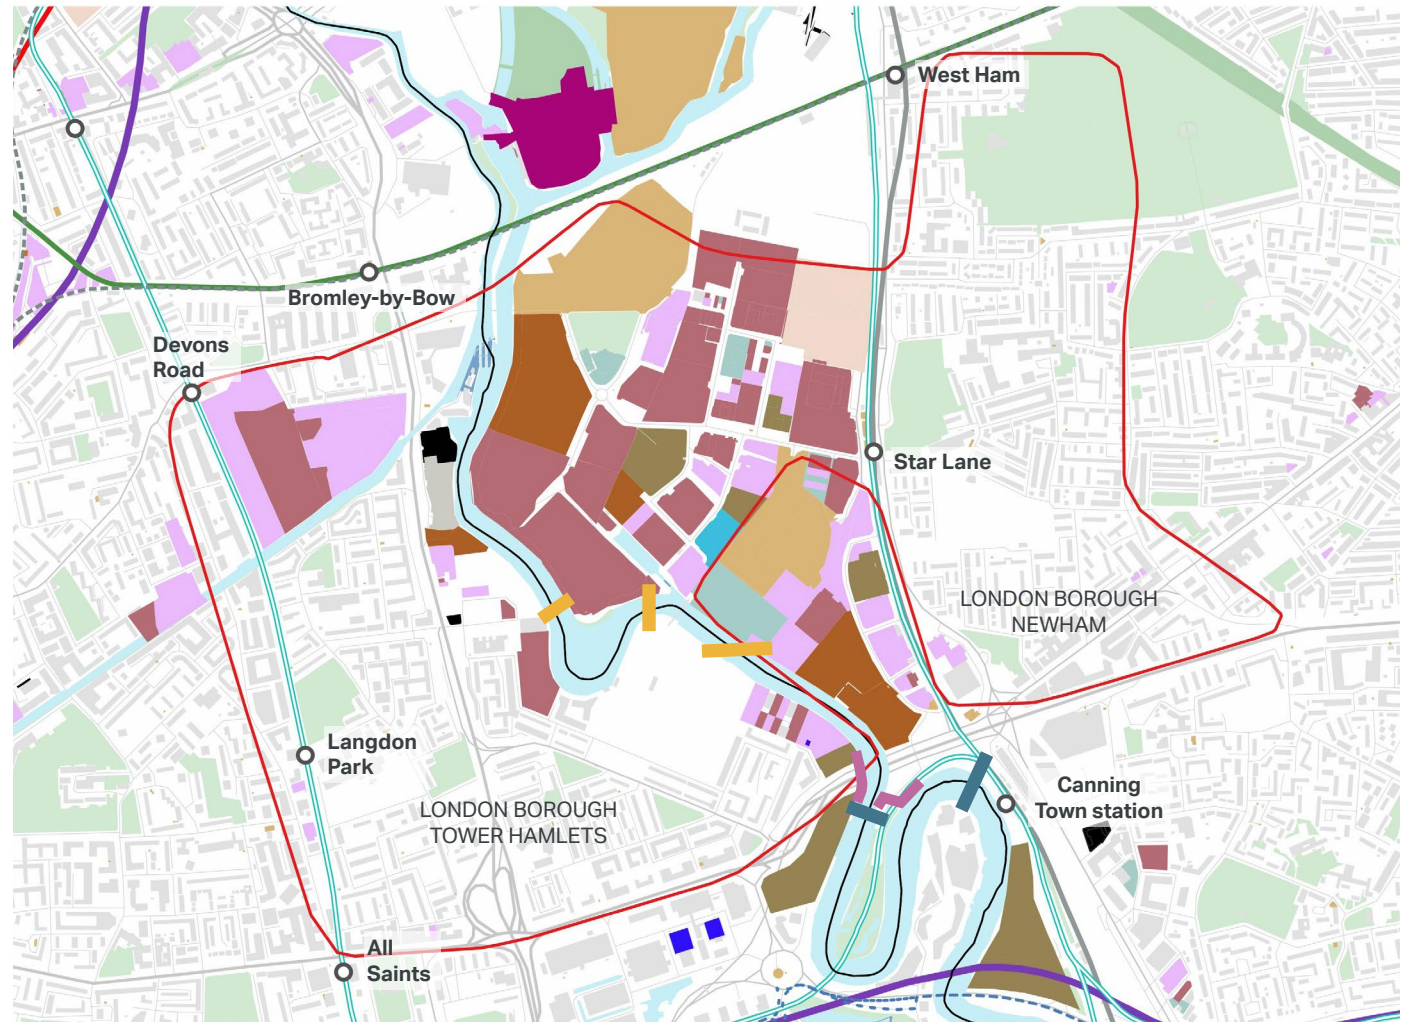 West Ham
Bromley-by-Bow
Devons
Road
Star Lane
LONDON BOROUGH
NEWHAM
Langdon
Park
LONDON BOROUGH
TOWER HAMLETS
Canning
Town station
All
Saints